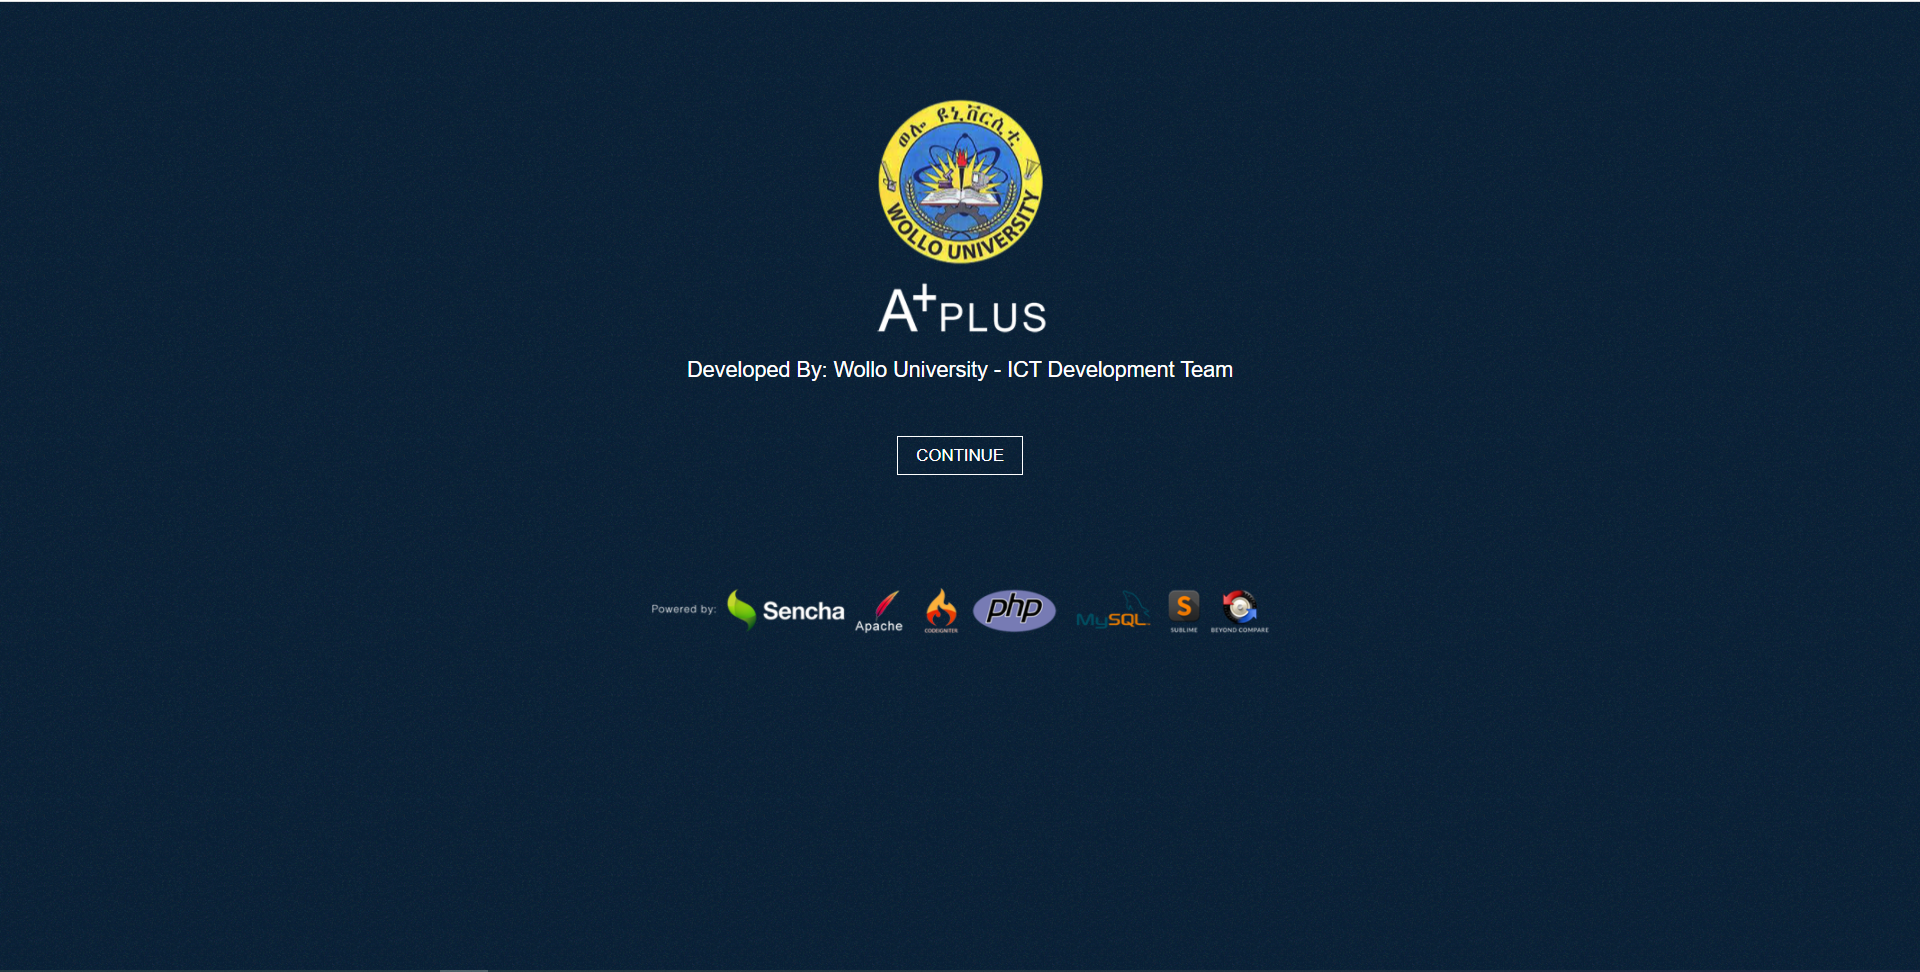 ወሎ ዩኒቨርሲቲ
WOLLO UNIVERSITY
A+PLUS
Developed By: Wollo University - ICT Development Team
CONTINUE
Powered by: Sencha Apache CODEIGNITER php MySQL SUBLIME BEYOND COMPARE